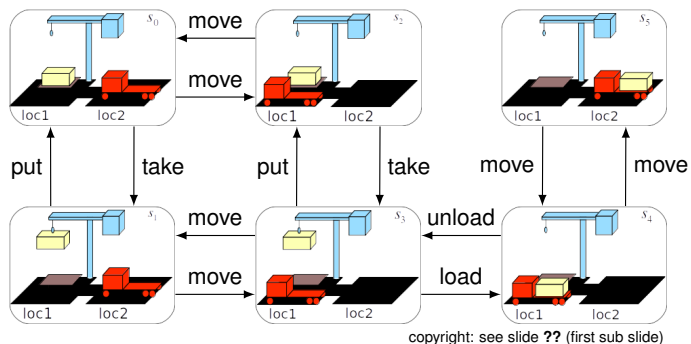 s₀ move s₂ s₅
move
loc1 loc2 loc1 loc2 loc1 loc2
put take put take move move
s₁ move s₃ unload s₄
move load
loc1 loc2 loc1 loc2 loc1 loc2
copyright: see slide ?? (first sub slide)